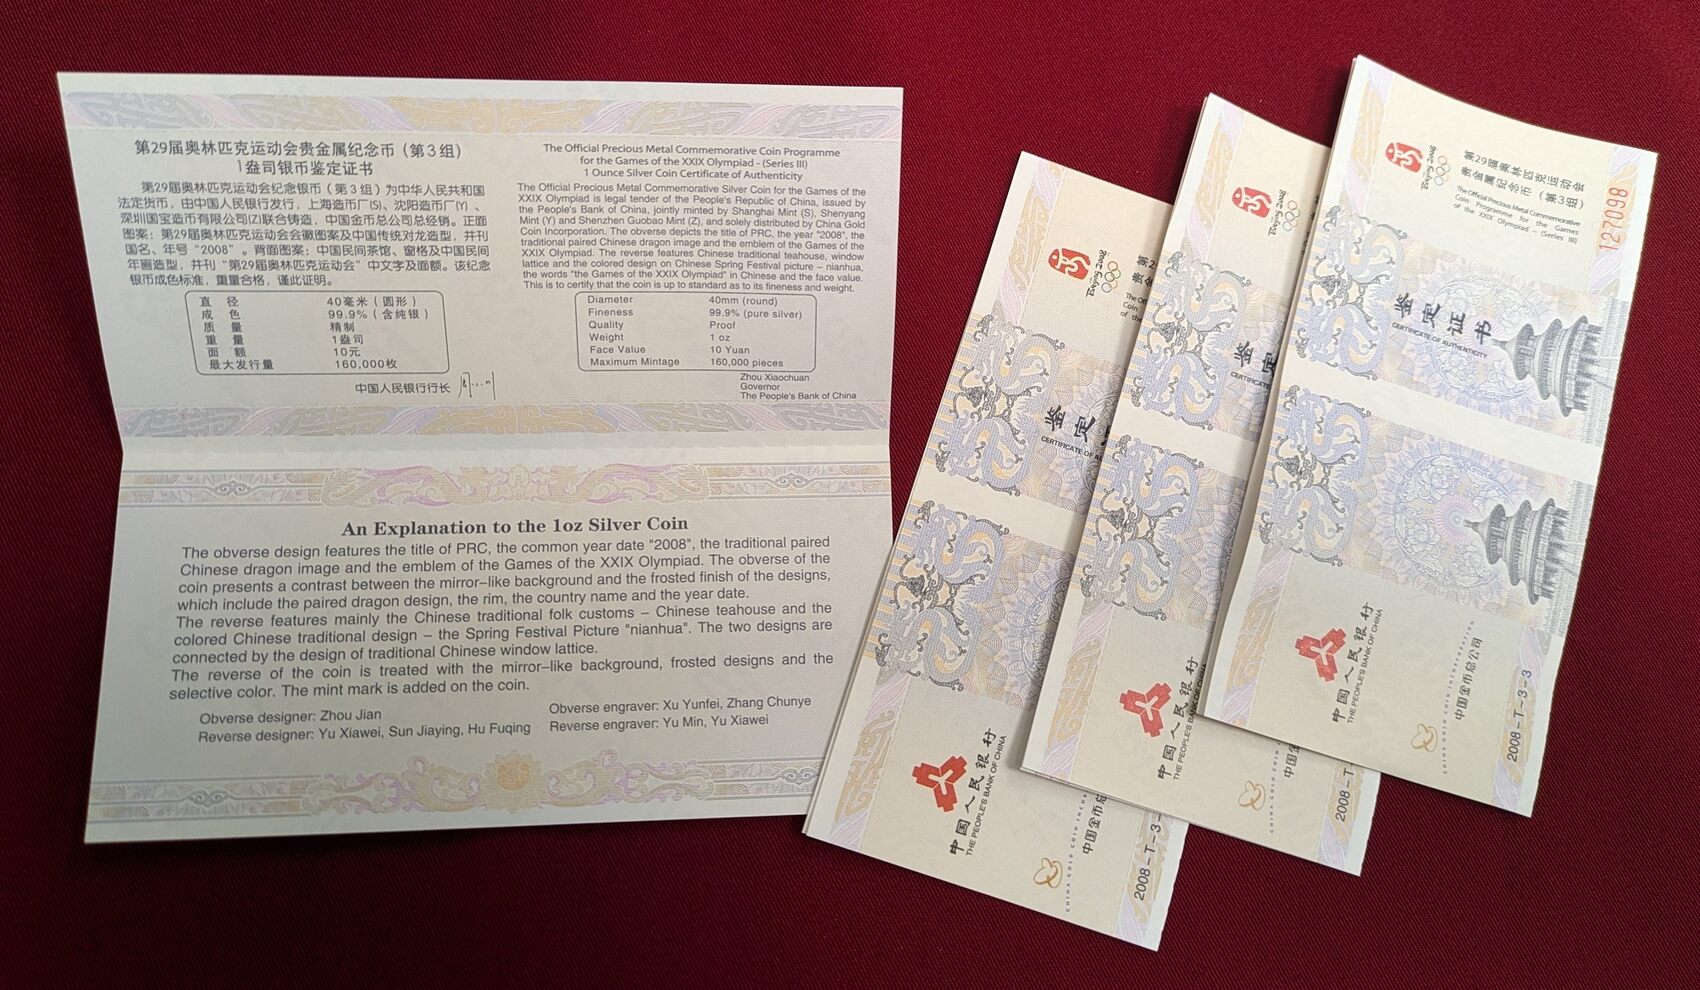 第29届奥林匹克运动会贵金属纪念币（第3组）
1盎司银币鉴定证书
第29届奥林匹克运动会纪念银币（第3组）为中华人民共和国
法定货币，由中国人民银行发行，上海造币厂(S)、沈阳造币厂(Y)、
深圳国宝造币有限公司(Z)联合铸造，中国金币总公司总经销。正面
图案：第29届奥林匹克运动会会徽图案及中国传统对龙造型，并刊
国名、年号"2008"。背面图案：中国民间茶馆、窗格及中国民间
年画造型，并刊"第29届奥林匹克运动会"中文字及面额。该纪念
银币成色标准，重量合格，谨此证明。
直 径 40毫米（圆形）
成 色 99.9%（含纯银）
质 量 精制
重 量 1盎司
面 额 10元
最大发行量 160,000枚
中国人民银行行长
The Official Precious Metal Commemorative Coin Programme
for the Games of the XXIX Olympiad - (Series III)
1 Ounce Silver Coin Certificate of Authenticity
The Official Precious Metal Commemorative Silver Coin for the Games of the
XXIX Olympiad is legal tender of the People's Republic of China, issued by
the People's Bank of China, jointly minted by Shanghai Mint (S), Shenyang
Mint (Y) and Shenzhen Guobao Mint (Z), and solely distributed by China Gold
Coin Incorporation. The obverse depicts the title of PRC, the year "2008", the
traditional paired Chinese dragon image and the emblem of the Games of the
XXIX Olympiad. The reverse features Chinese traditional teahouse, window
lattice and the colored design on Chinese Spring Festival picture – nianhua,
the words "the Games of the XXIX Olympiad" in Chinese and the face value.
This is to certify that the coin is up to standard as to its fineness and weight.
Diameter 40mm (round)
Fineness 99.9% (pure silver)
Quality Proof
Weight 1 oz
Face Value 10 Yuan
Maximum Mintage 160,000 pieces
Zhou Xiaochuan
Governor
The People's Bank of China
An Explanation to the 1oz Silver Coin
The obverse design features the title of PRC, the common year date "2008", the traditional paired
Chinese dragon image and the emblem of the Games of the XXIX Olympiad. The obverse of the
coin presents a contrast between the mirror–like background and the frosted finish of the designs,
which include the paired dragon design, the rim, the country name and the year date.
The reverse features mainly the Chinese traditional folk customs – Chinese teahouse and the
colored Chinese traditional design – the Spring Festival Picture "nianhua". The two designs are
connected by the design of traditional Chinese window lattice.
The reverse of the coin is treated with the mirror–like background, frosted designs and the
selective color. The mint mark is added on the coin.
Obverse designer: Zhou Jian
Reverse designer: Yu Xiawei, Sun Jiaying, Hu Fuqing
Obverse engraver: Xu Yunfei, Zhang Chunye
Reverse engraver: Yu Min, Yu Xiawei
Beijing 2008
第
贵金
The
Coin
of the
鉴定
CERTIFICATE OF A
中国人民银行
THE PEOPLE'S BANK OF CHINA
CHINA GOLD COIN INCOR
中国金币总
2008-T-3-
Beijing 2008
鉴定
CERTIFICATE
中国人民银行
THE PEOPLE'S BANK OF CHINA
CHINA GOLD
中国金
2008-T-
Beijing 2008
第29届奥林匹克运动会
贵金属纪念币（第3组）
The Official Precious Metal Commemorative
Coin Programme for the Games
of the XXIX Olympiad – (Series III)
127098
鉴定证书
CERTIFICATE OF AUTHENTICITY
中国人民银行
THE PEOPLE'S BANK OF CHINA
CHINA GOLD COIN INCORPORATION
中国金币总公司
2008-T-3-3